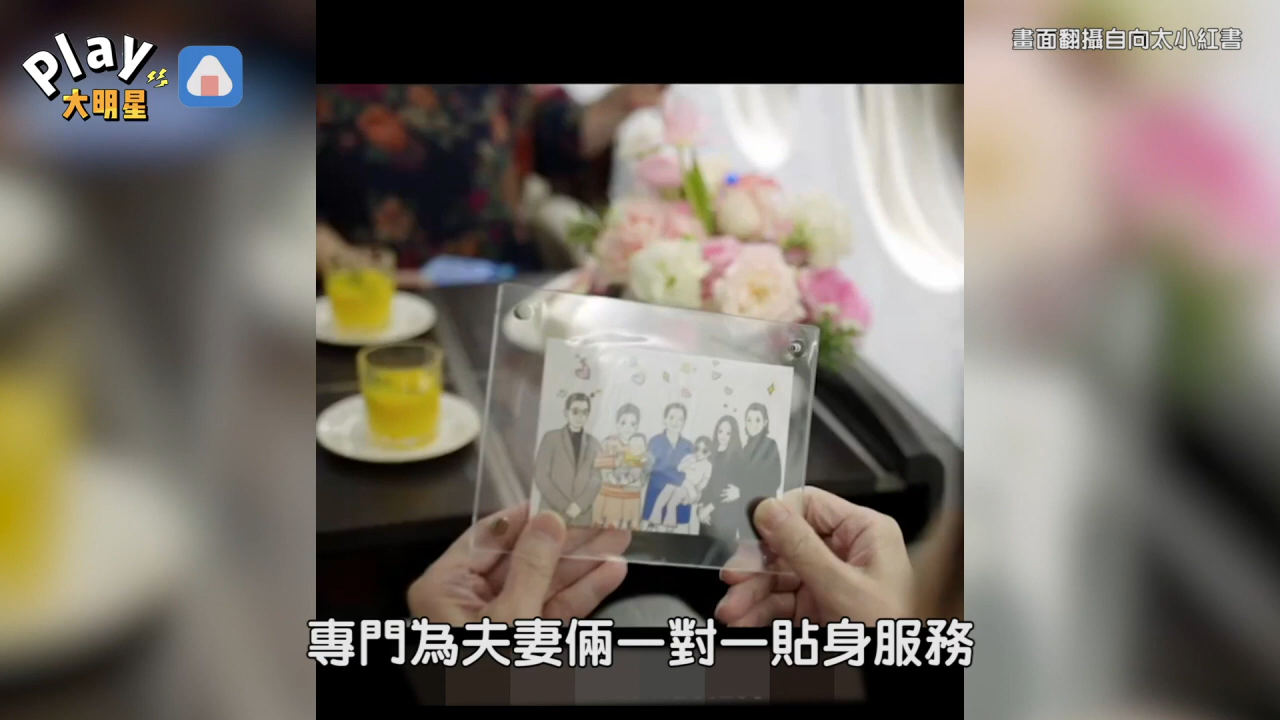 Play
大明星
畫面翻攝自向太小紅書
專門為夫妻倆一對一貼身服務